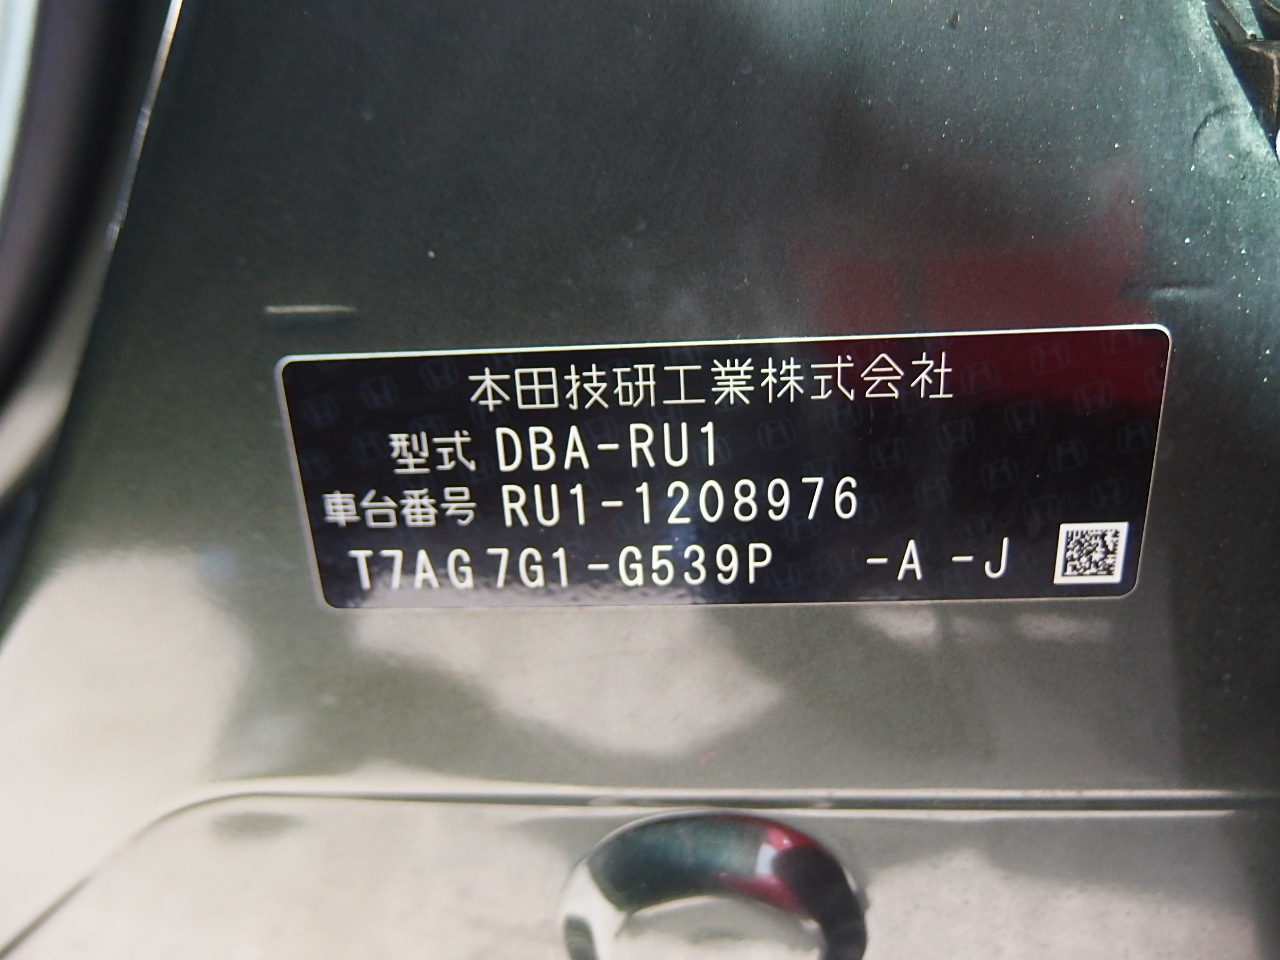 本田技研工業株式会社
型式 DBA-RU1
車台番号 RU1-1208976
T7AG7G1-G539P -A -J